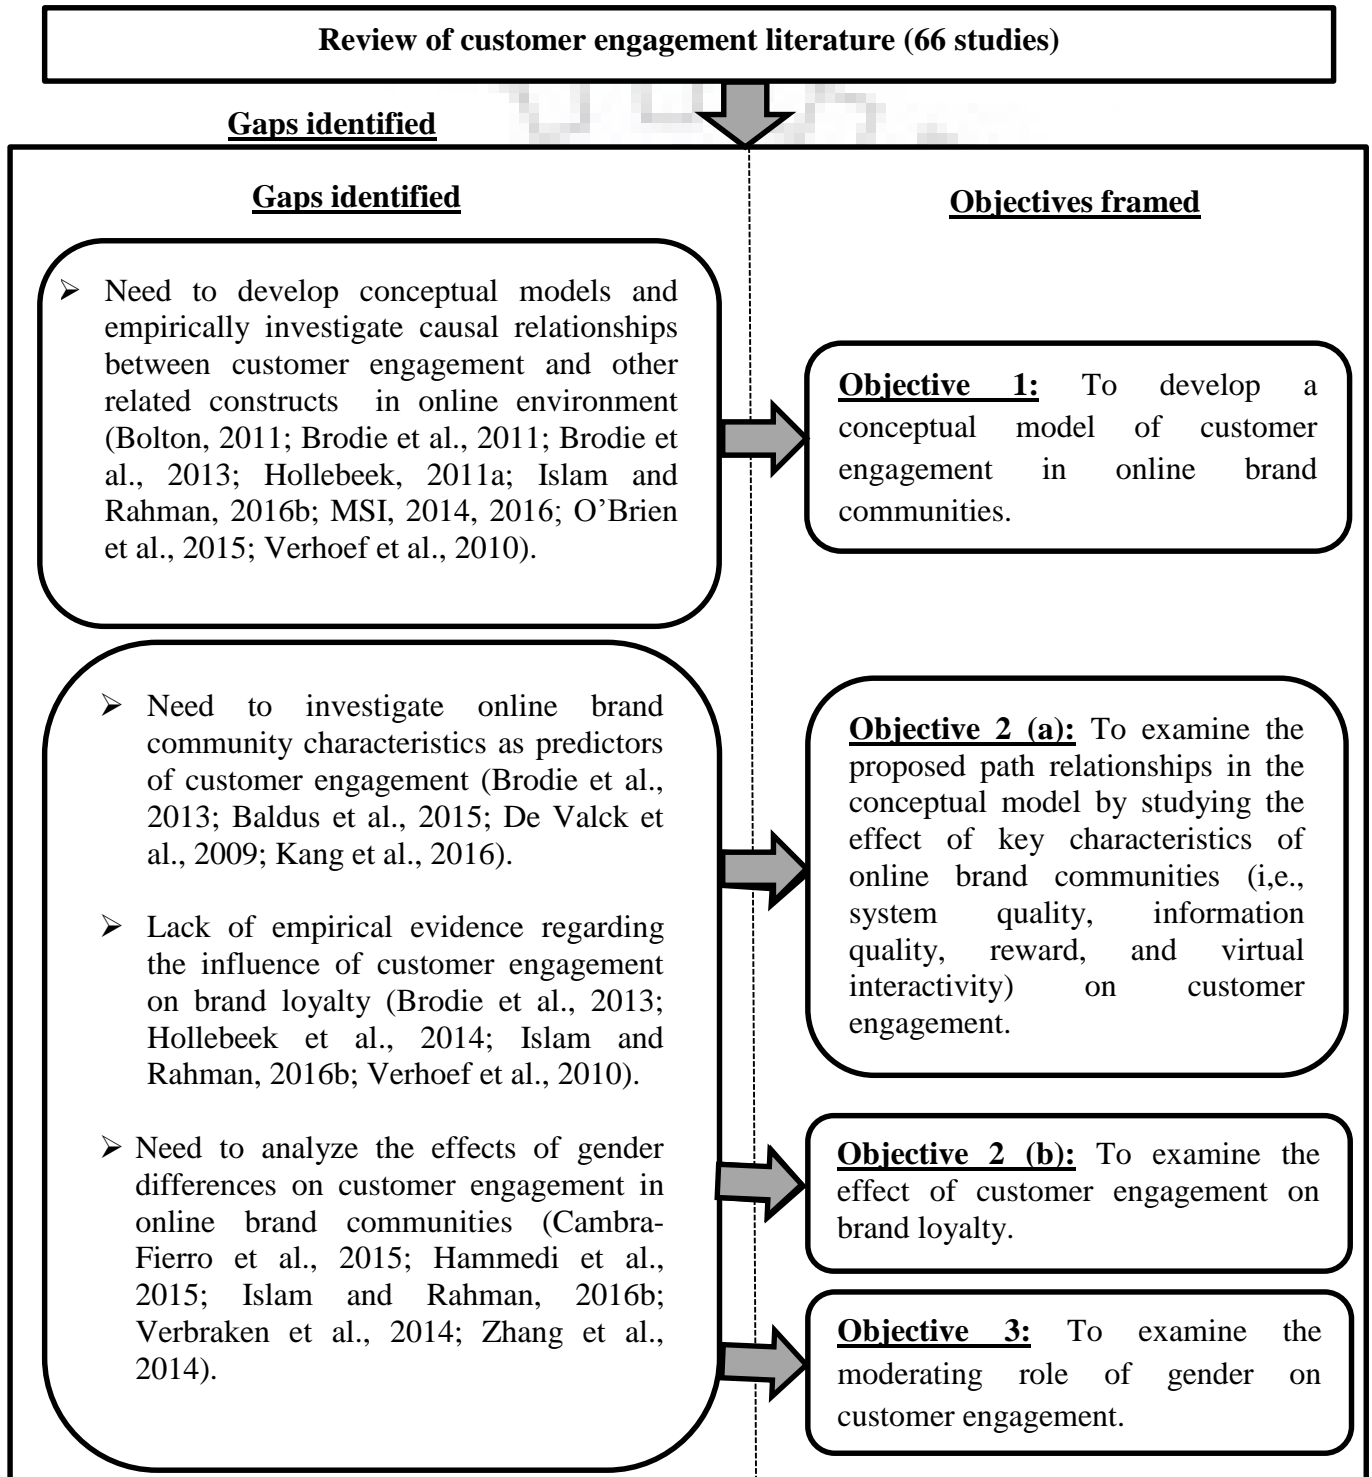 Review of customer engagement literature (66 studies)
Gaps identified
Gaps identified
➢ Need to develop conceptual models and
empirically investigate causal relationships
between customer engagement and other
related constructs in online environment
(Bolton, 2011; Brodie et al., 2011; Brodie et
al., 2013; Hollebeek, 2011a; Islam and
Rahman, 2016b; MSI, 2014, 2016; O’Brien
et al., 2015; Verhoef et al., 2010).
➢ Need to investigate online brand
community characteristics as predictors
of customer engagement (Brodie et al.,
2013; Baldus et al., 2015; De Valck et
al., 2009; Kang et al., 2016).
➢ Lack of empirical evidence regarding
the influence of customer engagement
on brand loyalty (Brodie et al., 2013;
Hollebeek et al., 2014; Islam and
Rahman, 2016b; Verhoef et al., 2010).
➢ Need to analyze the effects of gender
differences on customer engagement in
online brand communities (Cambra-
Fierro et al., 2015; Hammedi et al.,
2015; Islam and Rahman, 2016b;
Verbraken et al., 2014; Zhang et al.,
2014).
Objectives framed
Objective 1: To develop a
conceptual model of customer
engagement in online brand
communities.
Objective 2 (a): To examine the
proposed path relationships in the
conceptual model by studying the
effect of key characteristics of
online brand communities (i,e.,
system quality, information
quality, reward, and virtual
interactivity) on customer
engagement.
Objective 2 (b): To examine the
effect of customer engagement on
brand loyalty.
Objective 3: To examine the
moderating role of gender on
customer engagement.